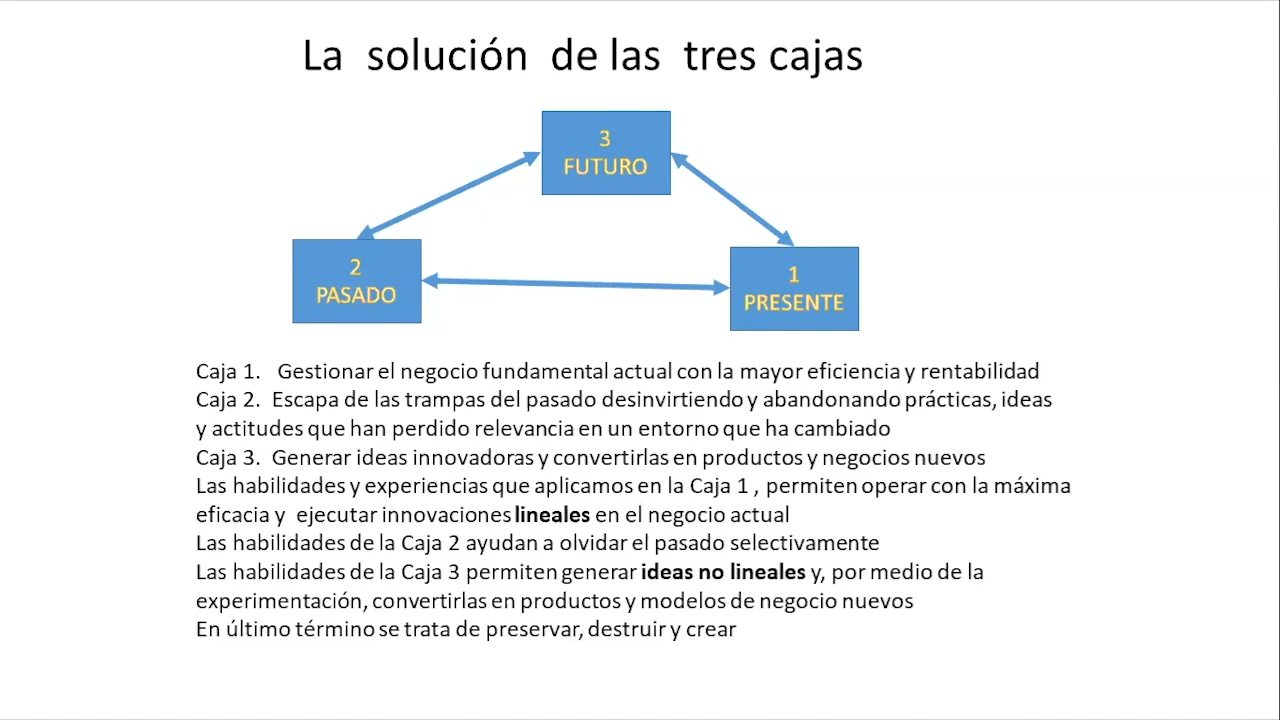 La solución de las tres cajas
3
FUTURO
2
PASADO
1
PRESENTE
Caja 1. Gestionar el negocio fundamental actual con la mayor eficiencia y rentabilidad
Caja 2. Escapa de las trampas del pasado desinvirtiendo y abandonando prácticas, ideas
y actitudes que han perdido relevancia en un entorno que ha cambiado
Caja 3. Generar ideas innovadoras y convertirlas en productos y negocios nuevos
Las habilidades y experiencias que aplicamos en la Caja 1 , permiten operar con la máxima
eficacia y ejecutar innovaciones lineales en el negocio actual
Las habilidades de la Caja 2 ayudan a olvidar el pasado selectivamente
Las habilidades de la Caja 3 permiten generar ideas no lineales y, por medio de la
experimentación, convertirlas en productos y modelos de negocio nuevos
En último término se trata de preservar, destruir y crear